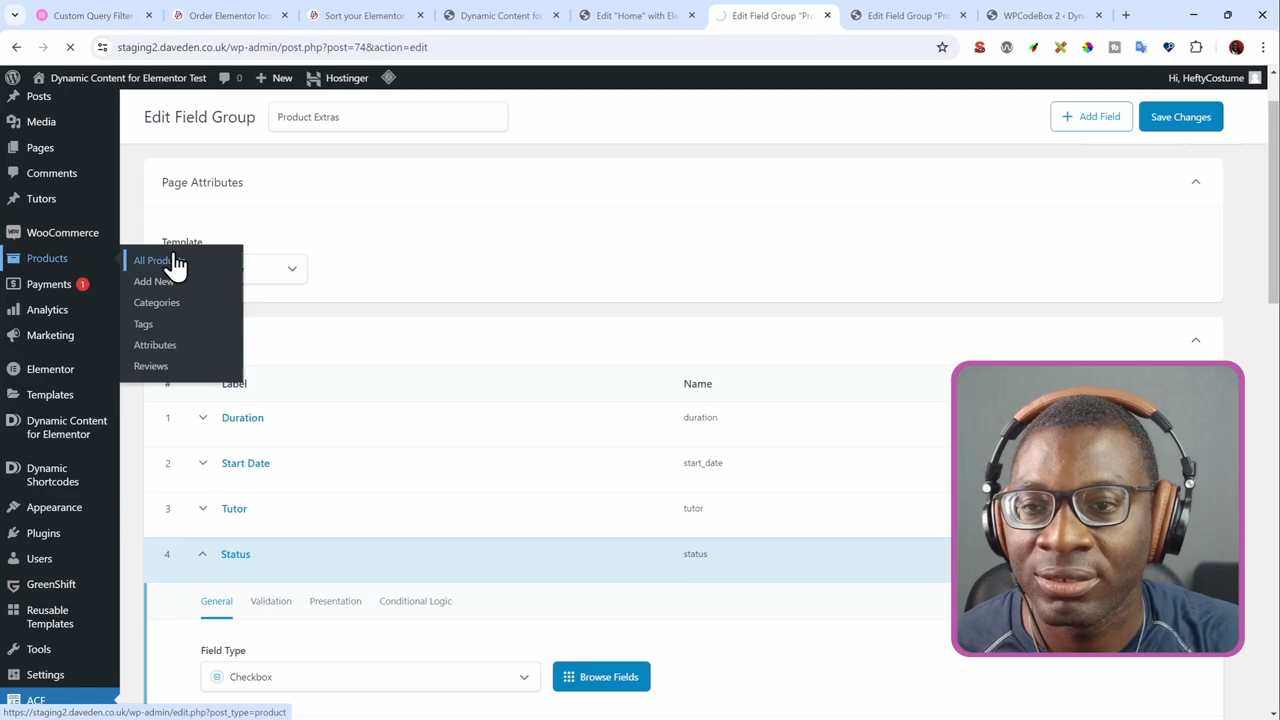 Custom Query Filter
Order Elementor loo
Sort your Elementor
Dynamic Content for
Edit "Home" with El
Edit Field Group "Pr
Edit Field Group "Pr
WPCodeBox 2 ‹ Dyn
staging2.daveden.co.uk/wp-admin/post.php?post=74&action=edit
Dynamic Content for Elementor Test
0
New
Hostinger
Hi, HeftyCostume
Posts
Media
Pages
Comments
Tutors
WooCommerce
Products
Payments 1
Analytics
Marketing
Elementor
Templates
Dynamic Content
for Elementor
Dynamic
Shortcodes
Appearance
Plugins
Users
GreenShift
Reusable
Templates
Tools
Settings
ACF
All Produ
Add New
Categories
Tags
Attributes
Reviews
Edit Field Group
Product Extras
Add Field
Save Changes
Page Attributes
Template
# Label Name
1 Duration duration
2 Start Date start_date
3 Tutor tutor
4 Status status
General Validation Presentation Conditional Logic
Field Type
Checkbox
Browse Fields
https://staging2.daveden.co.uk/wp-admin/edit.php?post_type=product